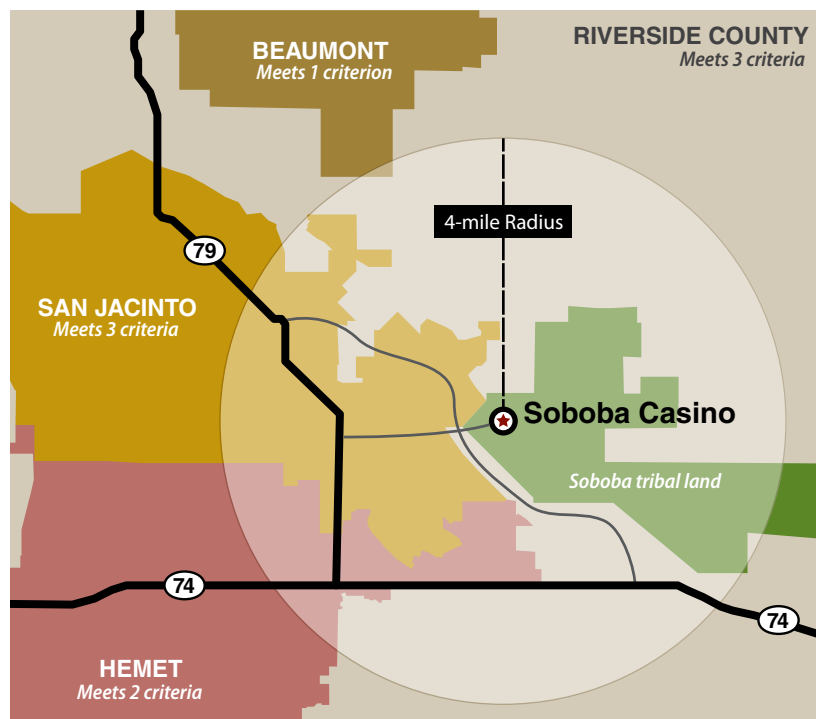 BEAUMONT
Meets 1 criterion
RIVERSIDE COUNTY
Meets 3 criteria
4-mile Radius
79
SAN JACINTO
Meets 3 criteria
Soboba Casino
Soboba tribal land
74
74
HEMET
Meets 2 criteria